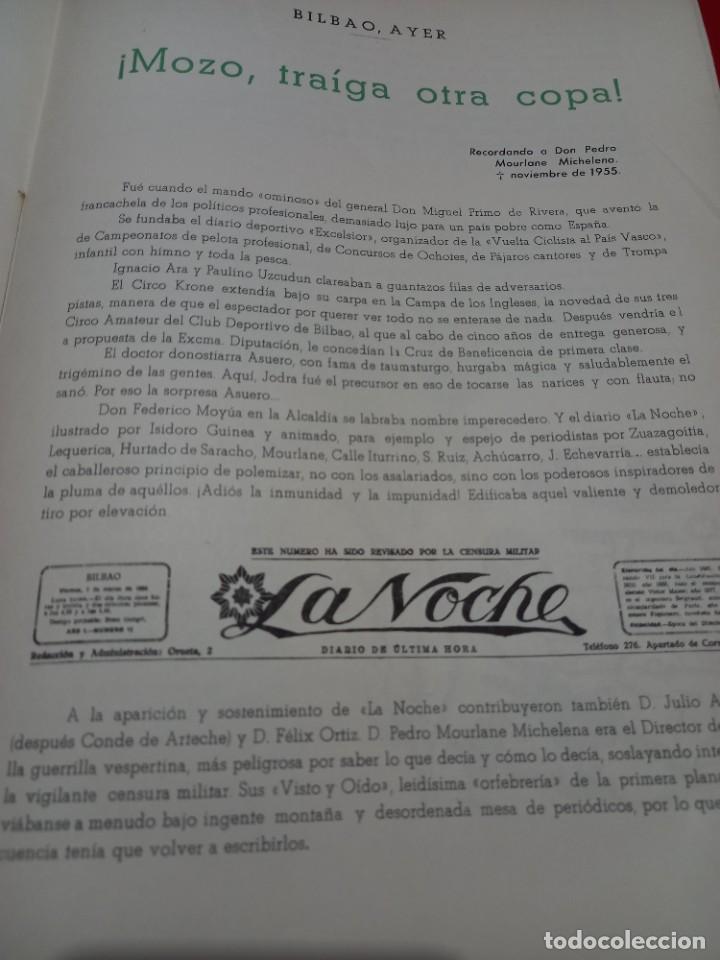 BILBAO, AYER
¡Mozo, traíga otra copa!
Recordando a Don Pedro
Mourlane Michelena.
† noviembre de 1955.
Fué cuando el mando «ominoso» del general Don Miguel Primo de Rivera, que aventó la
francachela de los políticos profesionales, demasiado lujo para un país pobre como España.
Se fundaba el diario deportivo «Excelsior», organizador de la «Vuelta Ciclista al País Vasco»,
de Campeonatos de pelota profesional, de Concursos de Ochotes, de Pájaros cantores y de Trompa
infantil con himno y toda la pesca.
Ignacio Ara y Paulino Uzcudun clareaban a guantazos filas de adversarios.
El Circo Krone extendía bajo su carpa en la Campa de los Ingleses, la novedad de sus tres
pistas, manera de que el espectador por querer ver todo no se enterase de nada. Después vendría el
Circo Amateur del Club Deportivo de Bilbao, al que al cabo de cinco años de entrega generosa, y
a propuesta de la Excma. Diputación, le concedían la Cruz de Beneficencia de primera clase.
El doctor donostiarra Asuero, con fama de taumaturgo, hurgaba mágica y saludablemente el
trigémino de las gentes. Aquí, Jodra fué el precursor en eso de tocarse las narices y con flauta; no
sanó. Por eso la sorpresa Asuero...
Don Federico Moyúa en la Alcaldía se labraba nombre imperecedero. Y el diario «La Noche»,
ilustrado por Isidoro Guinea y animado, para ejemplo y espejo de periodistas por Zuazagoitia,
Lequerica, Hurtado de Saracho, Mourlane, Calle Iturrino, S. Ruiz, Achúcarro, J. Echevarría... establecía
el caballeroso principio de polemizar, no con los asalariados, sino con los poderosos inspiradores de
la pluma de aquéllos. ¡Adiós la inmunidad y la impunidad! Edificaba aquel valiente y demoledor
tiro por elevación.
ESTE NUMERO HA SIDO REVISADO POR LA CENSURA MILITAR
BILBAO
La Noche
Redacción y Administración: Orueta, 2
DIARIO DE ÚLTIMA HORA
Teléfono 276. Apartado de Corr
A la aparición y sostenimiento de «La Noche» contribuyeron también D. Julio A
(después Conde de Arteche) y D. Félix Ortiz. D. Pedro Mourlane Michelena era el Director de
lla guerrilla vespertina, más peligrosa por saber lo que decía y cómo lo decía, soslayando inte
la vigilante censura militar. Sus «Visto y Oído», leidísima «orfebrería» de la primera plana
viábanse a menudo bajo ingente montaña y desordenada mesa de periódicos, por lo que
cuencia tenía que volver a escribirlos.
todocoleccion
todocoleccion.net